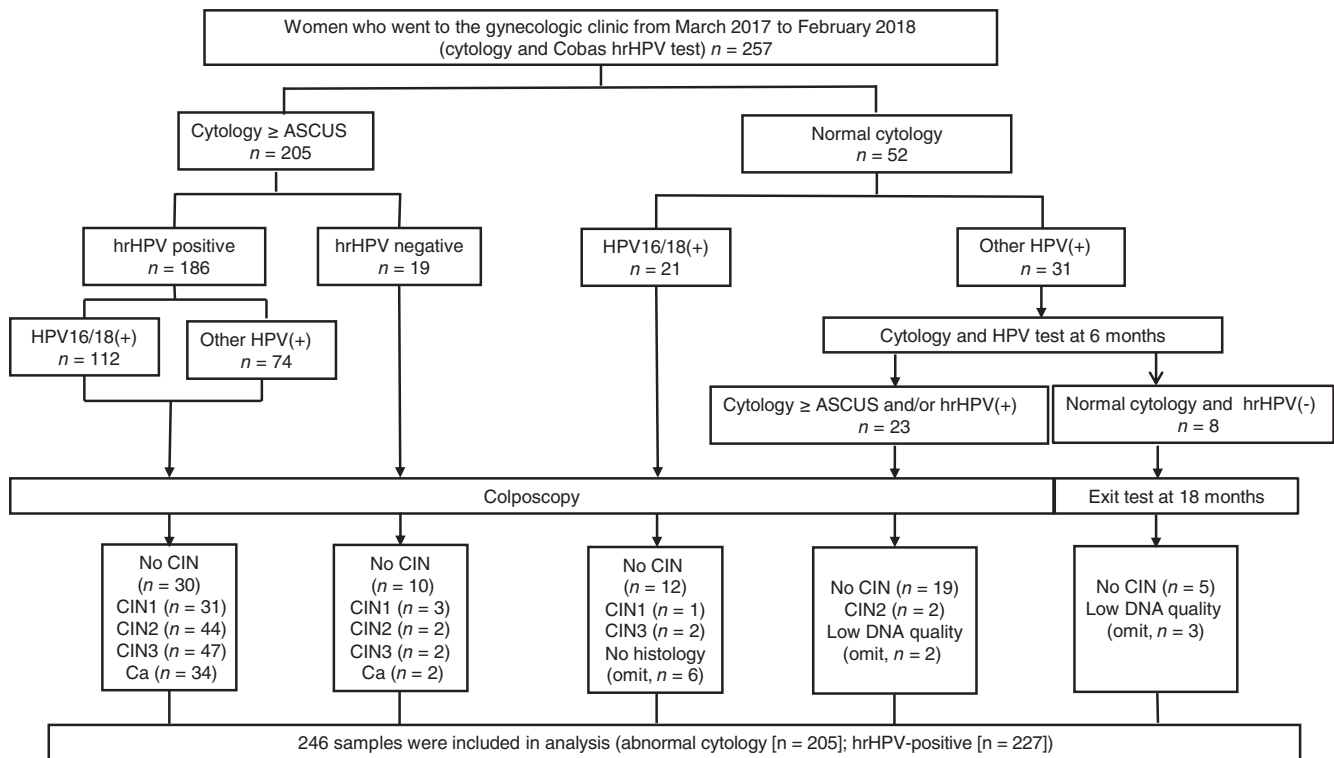 Women who went to the gynecologic clinic from March 2017 to February 2018
(cytology and Cobas hrHPV test) n = 257
Cytology ≥ ASCUS
n = 205
Normal cytology
n = 52
hrHPV positive
n = 186
hrHPV negative
n = 19
HPV16/18(+)
n = 21
Other HPV(+)
n = 31
HPV16/18(+)
n = 112
Other HPV(+)
n = 74
Cytology and HPV test at 6 months
Cytology ≥ ASCUS and/or hrHPV(+)
n = 23
Normal cytology and hrHPV(-)
n = 8
Colposcopy
Exit test at 18 months
No CIN
(n = 30)
CIN1 (n = 31)
CIN2 (n = 44)
CIN3 (n = 47)
Ca (n = 34)
No CIN
(n = 10)
CIN1 (n = 3)
CIN2 (n = 2)
CIN3 (n = 2)
Ca (n = 2)
No CIN
(n = 12)
CIN1 (n = 1)
CIN3 (n = 2)
No histology
(omit, n = 6)
No CIN (n = 19)
CIN2 (n = 2)
Low DNA quality
(omit, n = 2)
No CIN (n = 5)
Low DNA quality
(omit, n = 3)
246 samples were included in analysis (abnormal cytology [n = 205]; hrHPV-positive [n = 227])